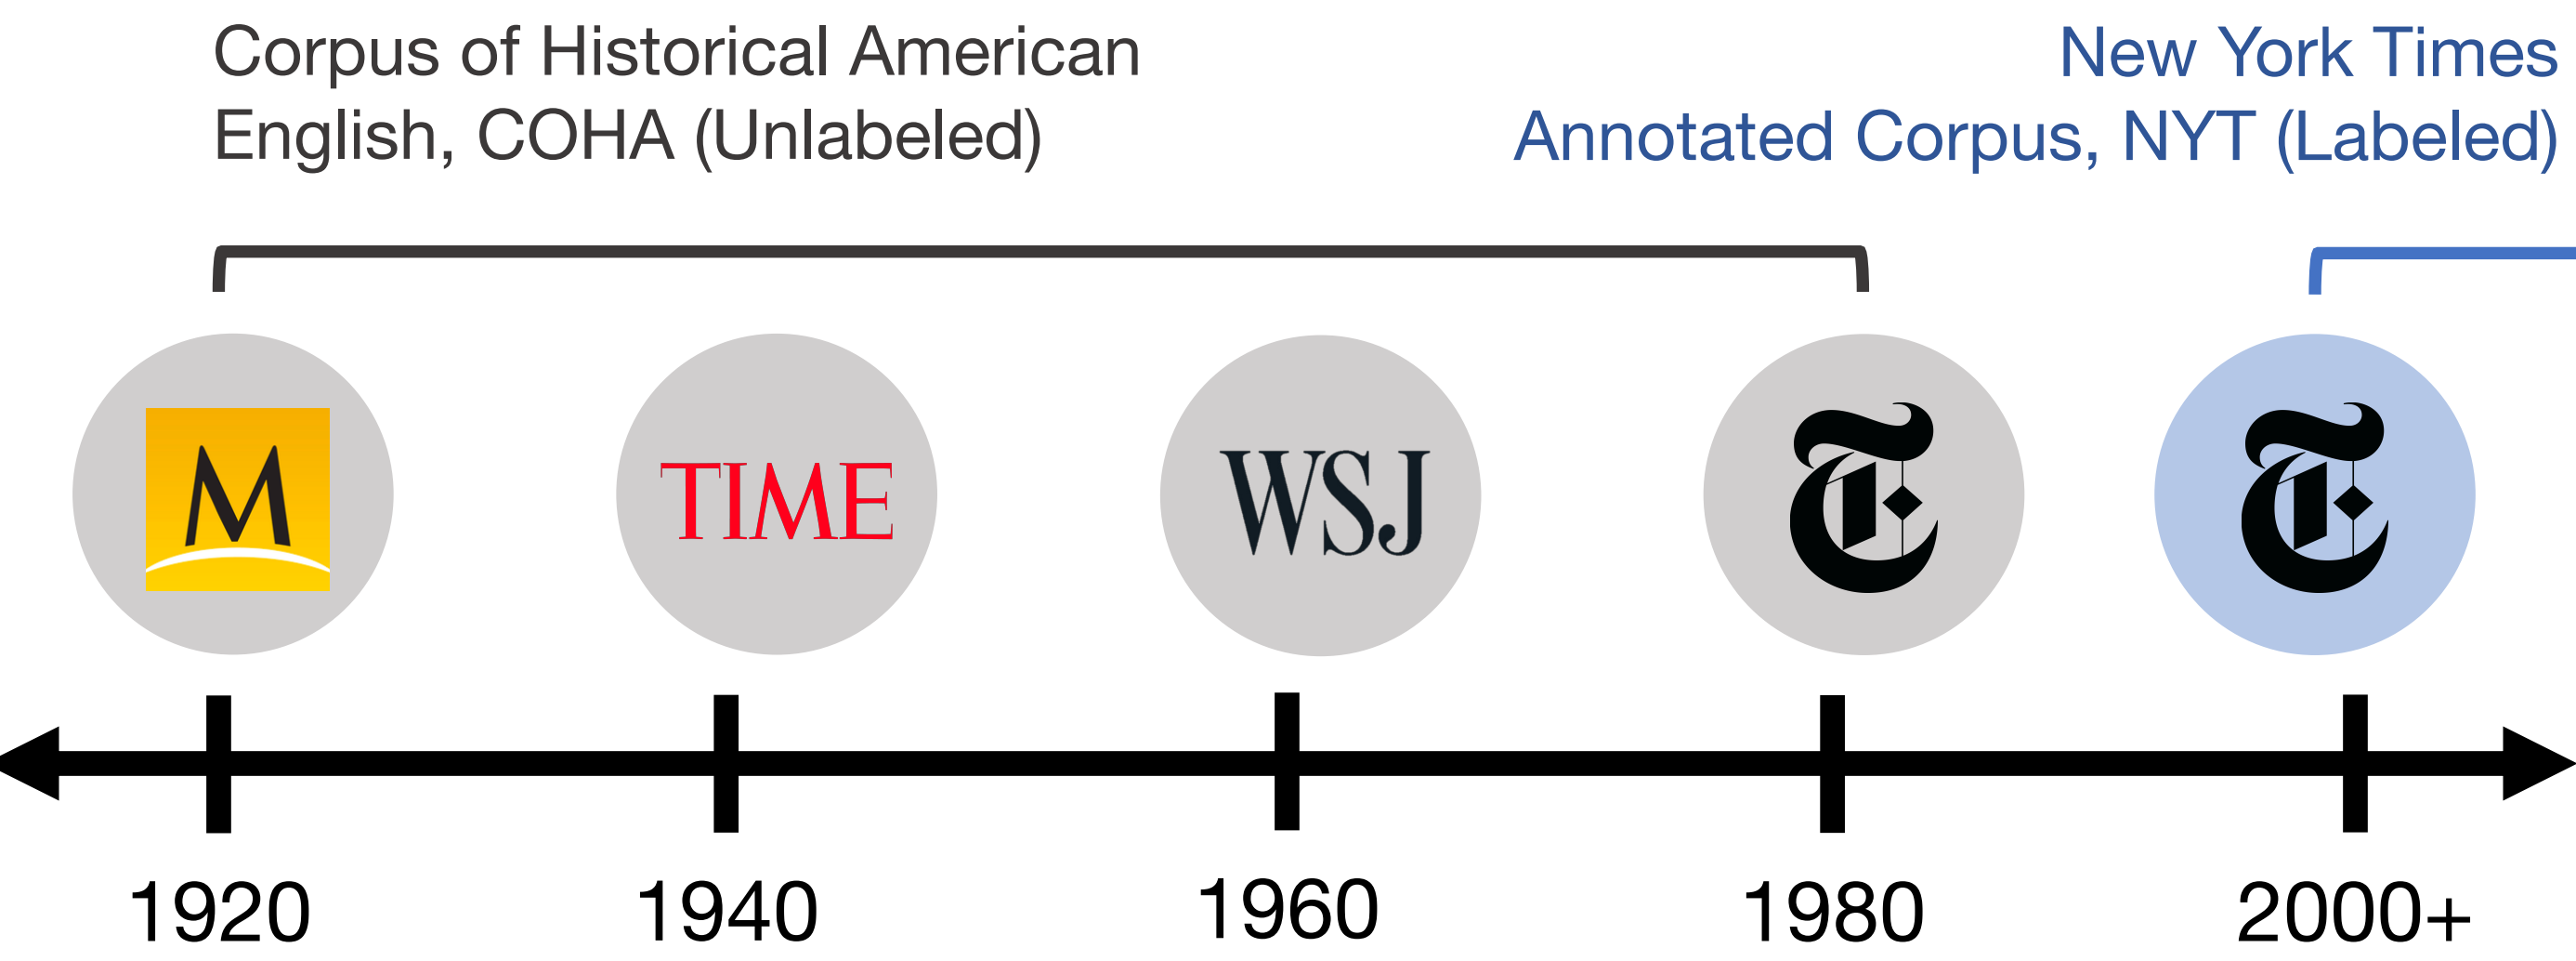 Corpus of Historical American
English, COHA (Unlabeled)
New York Times
Annotated Corpus, NYT (Labeled)
M
TIME
WSJ
T
T
1920
1940
1960
1980
2000+